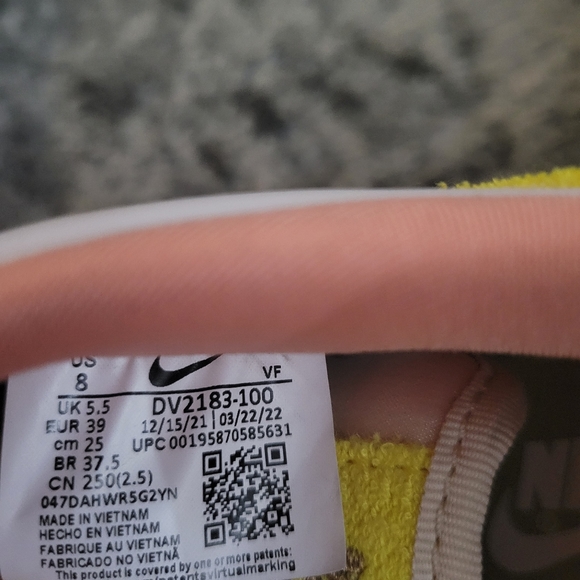 US
8
VF
UK 5.5
DV2183-100
EUR 39
12/15/21 | 03/22/22
cm 25
UPC 00195870585631
BR 37.5
CN 250(2.5)
047DAHWR5G2YN
MADE IN VIETNAM
HECHO EN VIETNAM
FABRIQUE AU VIETNAM
FABRICADO NO VIETNÃ
This product is covered by one or more patents: